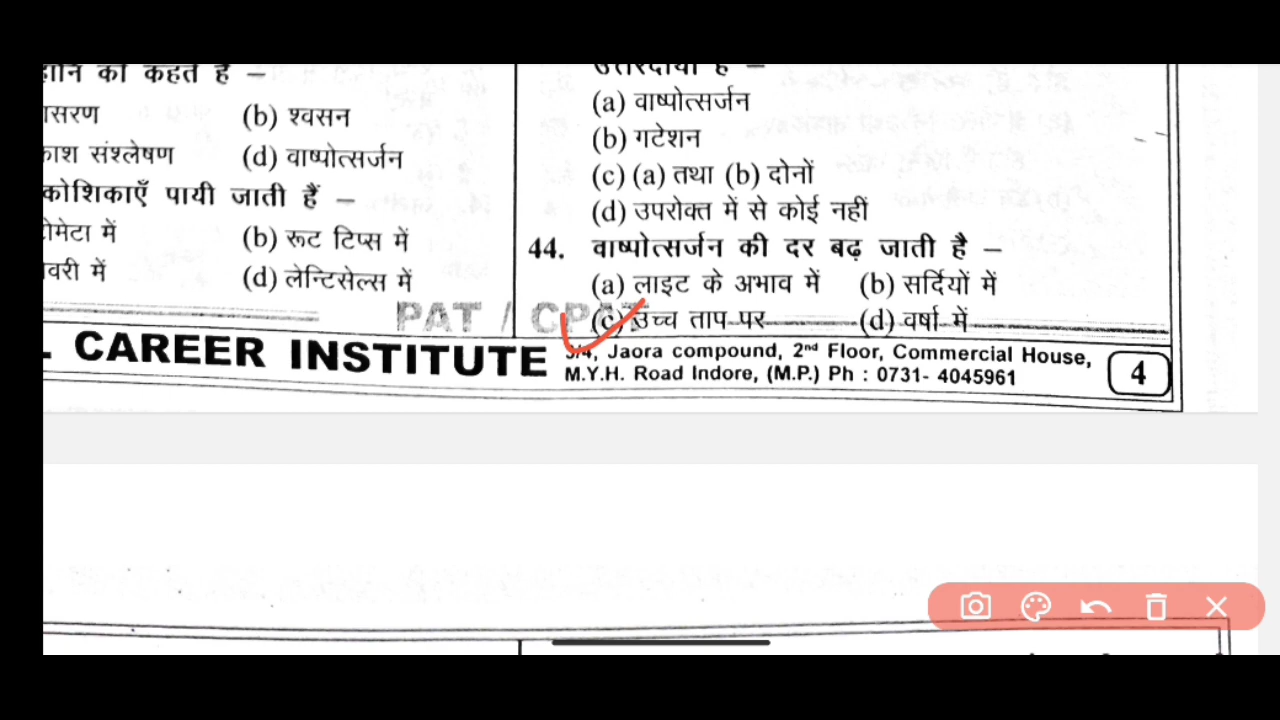 को कहते हैं –
(b) श्वसन
संश्लेषण (d) वाष्पोत्सर्जन
कोशिकाएँ पायी जाती हैं –
में (b) रूट टिप्स में
में (d) लेन्टिसेल्स में
(a) वाष्पोत्सर्जन
(b) गटेशन
(c) (a) तथा (b) दोनों
(d) उपरोक्त में से कोई नहीं
44. वाष्पोत्सर्जन की दर बढ़ जाती है –
(a) लाइट के अभाव में (b) सर्दियों में
(c) उच्च ताप पर (d) वर्षा में
PAT / CPAT
CAREER INSTITUTE
Jaora compound, 2nd Floor, Commercial House,
M.Y.H. Road Indore, (M.P.) Ph : 0731- 4045961
4